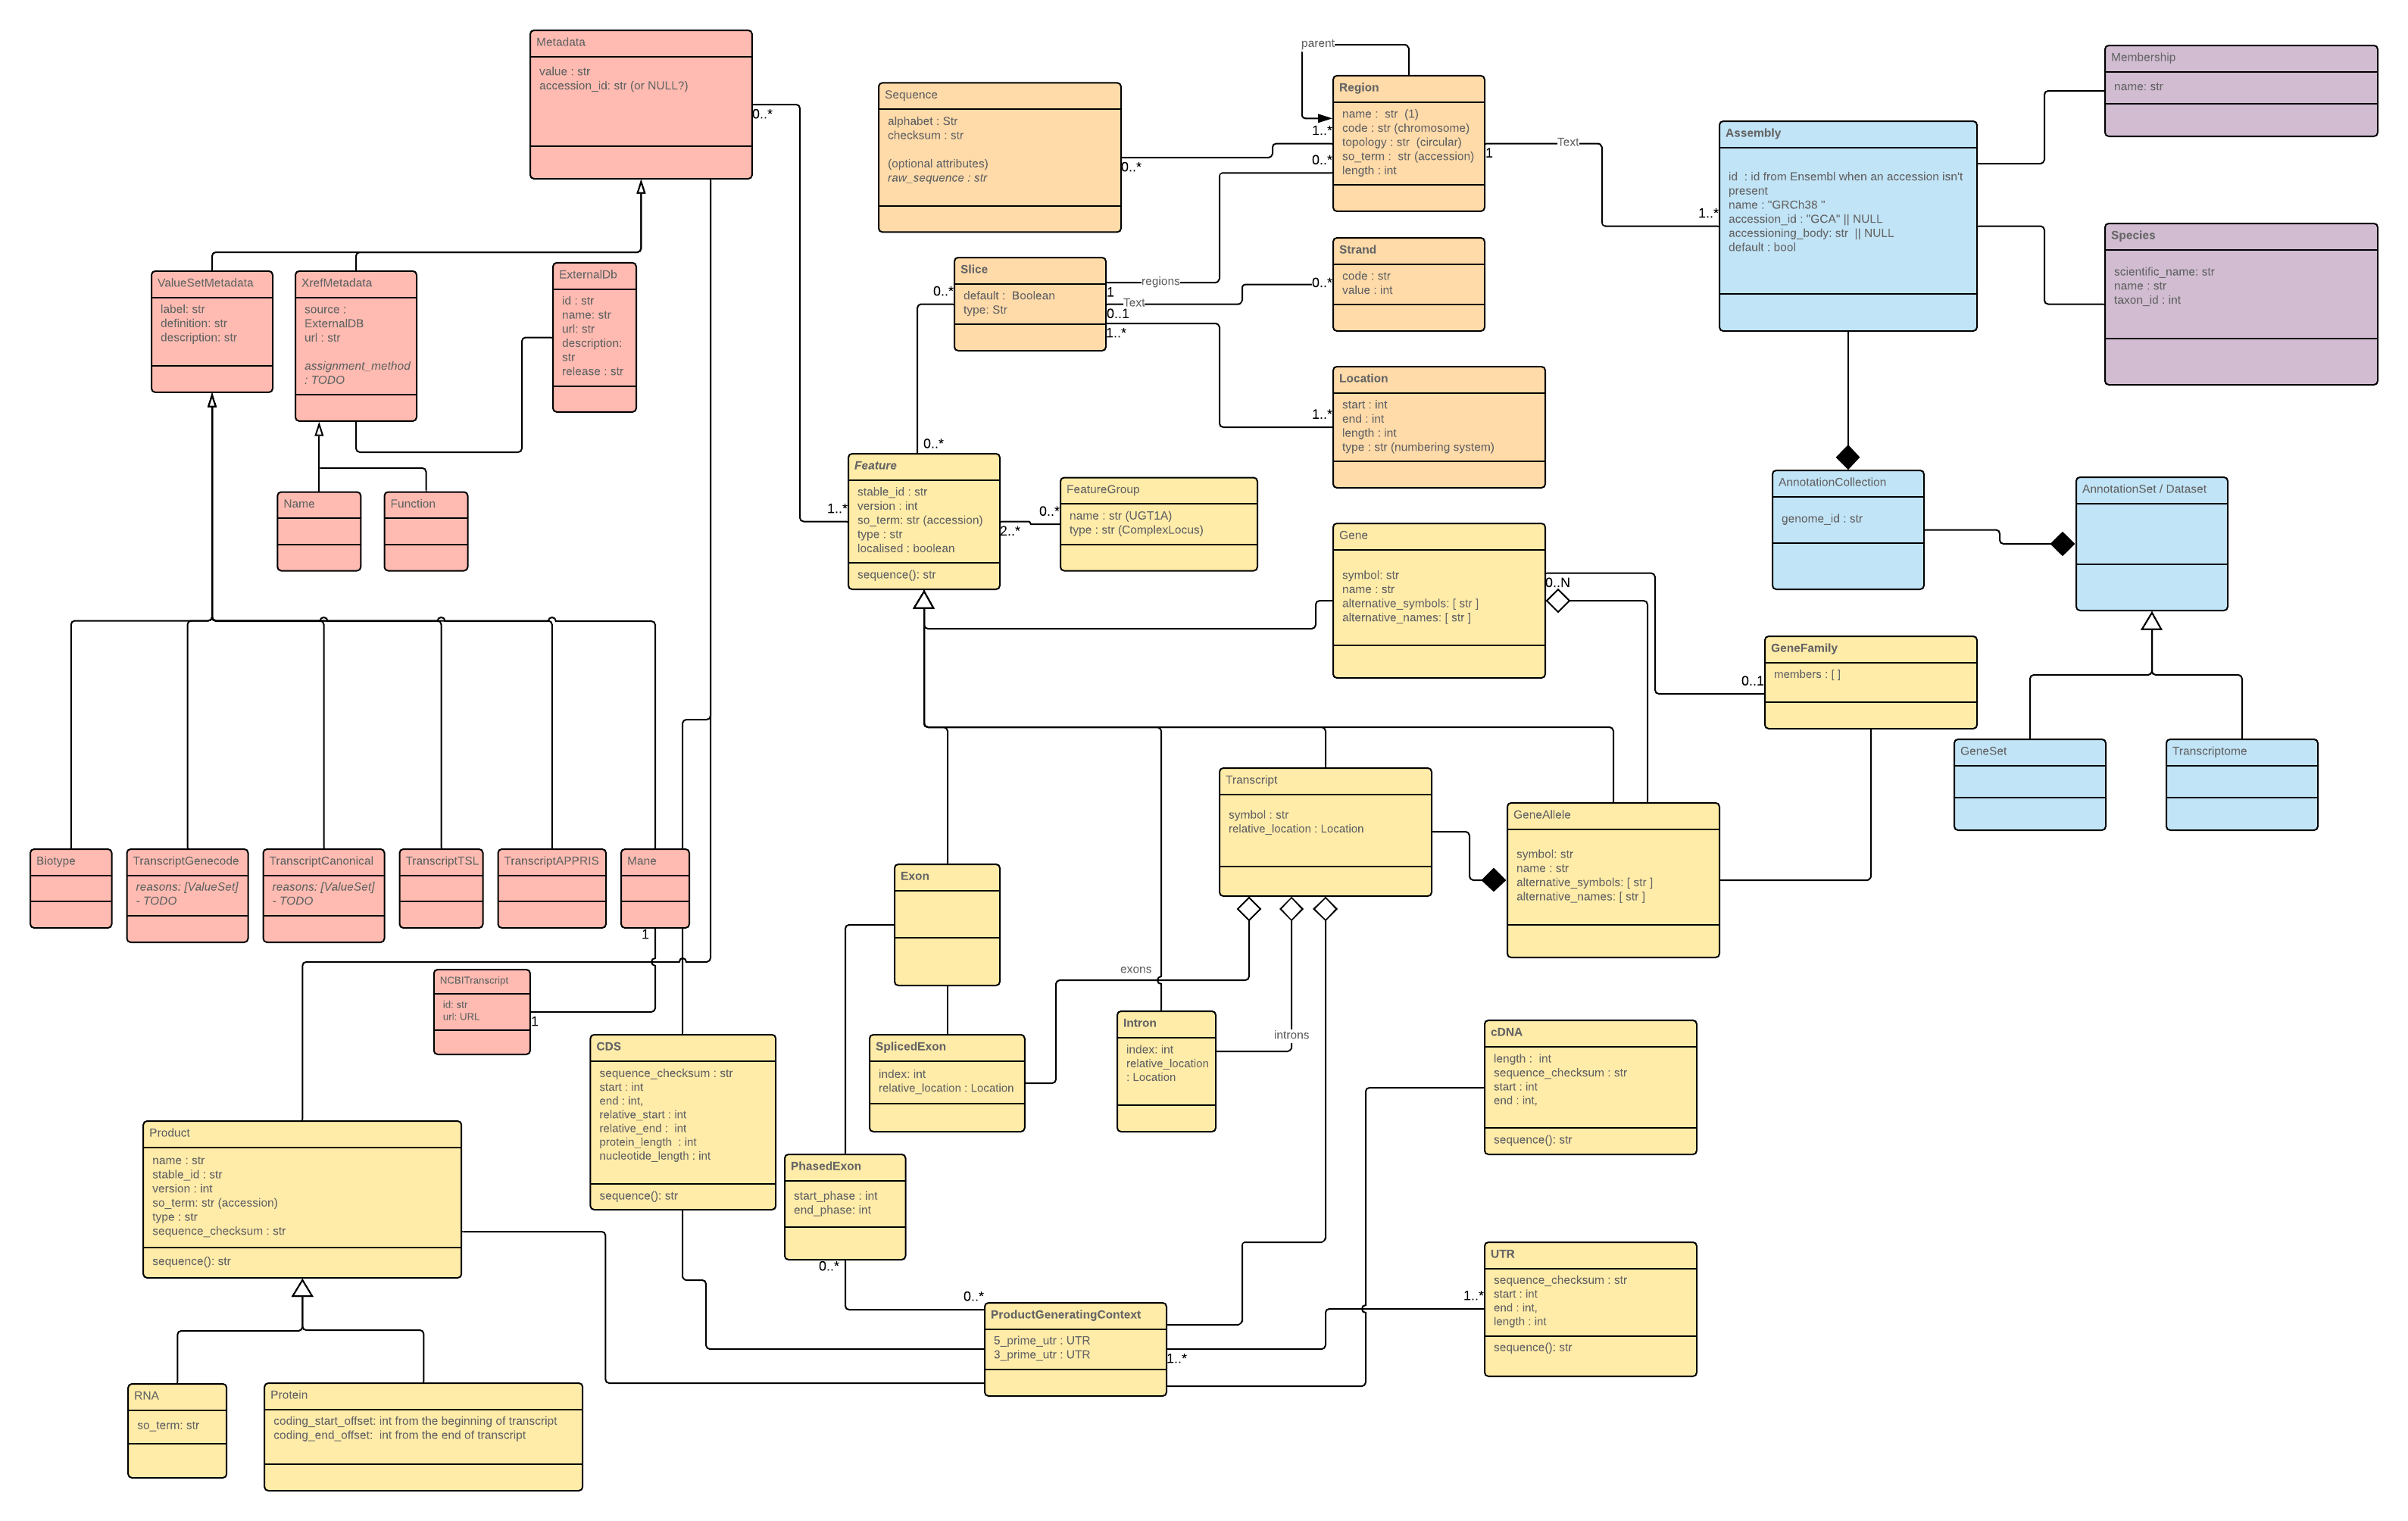 Metadata
value : str
accession_id: str (or NULL?)
0..*
ValueSetMetadata
label: str
definition: str
description: str
XrefMetadata
source :
ExternalDB
url : str
assignment_method
: TODO
ExternalDb
id : str
name: str
url: str
description:
str
release : str
Name
Function
Biotype
TranscriptGenecode
reasons: [ValueSet]
- TODO
TranscriptCanonical
reasons: [ValueSet]
- TODO
TranscriptTSL
TranscriptAPPRIS
Mane
1
NCBITranscript
id: str
url: URL
1
Sequence
alphabet : Str
checksum : str
(optional attributes)
raw_sequence : str
0..*
parent
Region
name :  str  (1)
code : str (chromosome)
topology : str  (circular)
so_term :  str (accession)
length : int
1..*
0..*
1
Text
1..*
Slice
default :  Boolean
type: Str
0..*
regions
1
Text
0..1
1..*
Strand
code : str
value : int
0..*
Location
start : int
end : int
length : int
type : str (numbering system)
1..*
Assembly
id  : id from Ensembl when an accession isn't
present
name : "GRCh38 "
accession_id : "GCA" || NULL
accessioning_body: str  || NULL
default : bool
Membership
name: str
Species
scientific_name: str
name : str
taxon_id : int
AnnotationCollection
genome_id : str
AnnotationSet / Dataset
GeneSet
Transcriptome
0..*
Feature
stable_id : str
version : int
so_term: str (accession)
type : str
localised : boolean
sequence(): str
1..*
2..*
0..*
FeatureGroup
name : str (UGT1A)
type : str (ComplexLocus)
Gene
symbol: str
name : str
alternative_symbols: [ str ]
alternative_names: [ str ]
0..N
0..1
GeneFamily
members : [ ]
Transcript
symbol : str
relative_location : Location
GeneAllele
symbol: str
name : str
alternative_symbols: [ str ]
alternative_names: [ str ]
Exon
exons
SplicedExon
index: int
relative_location : Location
Intron
index: int
relative_location
: Location
introns
cDNA
length :  int
sequence_checksum : str
start : int
end : int,
sequence(): str
CDS
sequence_checksum : str
start : int
end : int,
relative_start : int
relative_end :  int
protein_length  : int
nucleotide_length : int
sequence(): str
PhasedExon
start_phase : int
end_phase: int
0..*
0..*
Product
name : str
stable_id : str
version : int
so_term: str (accession)
type : str
sequence_checksum : str
sequence(): str
ProductGeneratingContext
5_prime_utr : UTR
3_prime_utr : UTR
1..*
1..*
UTR
sequence_checksum : str
start : int
end : int,
length : int
sequence(): str
RNA
so_term: str
Protein
coding_start_offset: int from the beginning of transcript
coding_end_offset:  int from the end of transcript